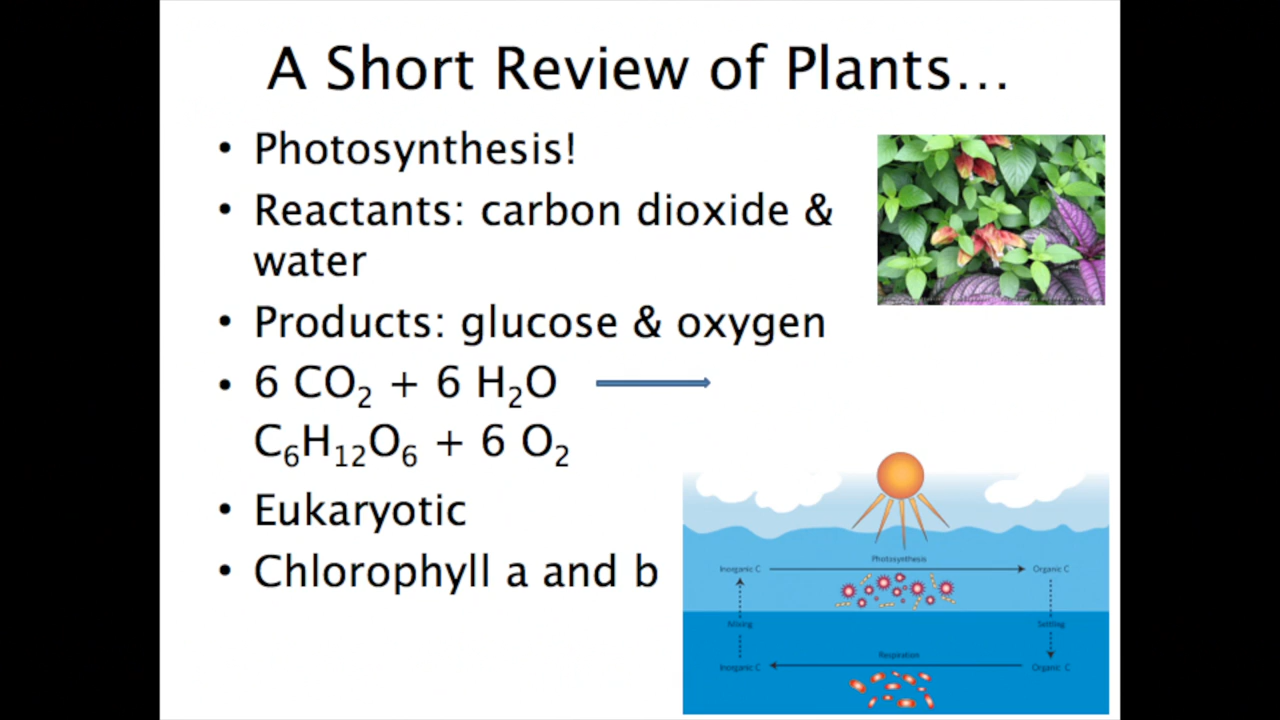 A Short Review of Plants…
• Photosynthesis!
• Reactants: carbon dioxide &
water
• Products: glucose & oxygen
• 6 CO₂ + 6 H₂O
C₆H₁₂O₆ + 6 O₂
• Eukaryotic
• Chlorophyll a and b
Photosynthesis
Inorganic C
Organic C
Mixing
Settling
Respiration
Inorganic C
Organic C